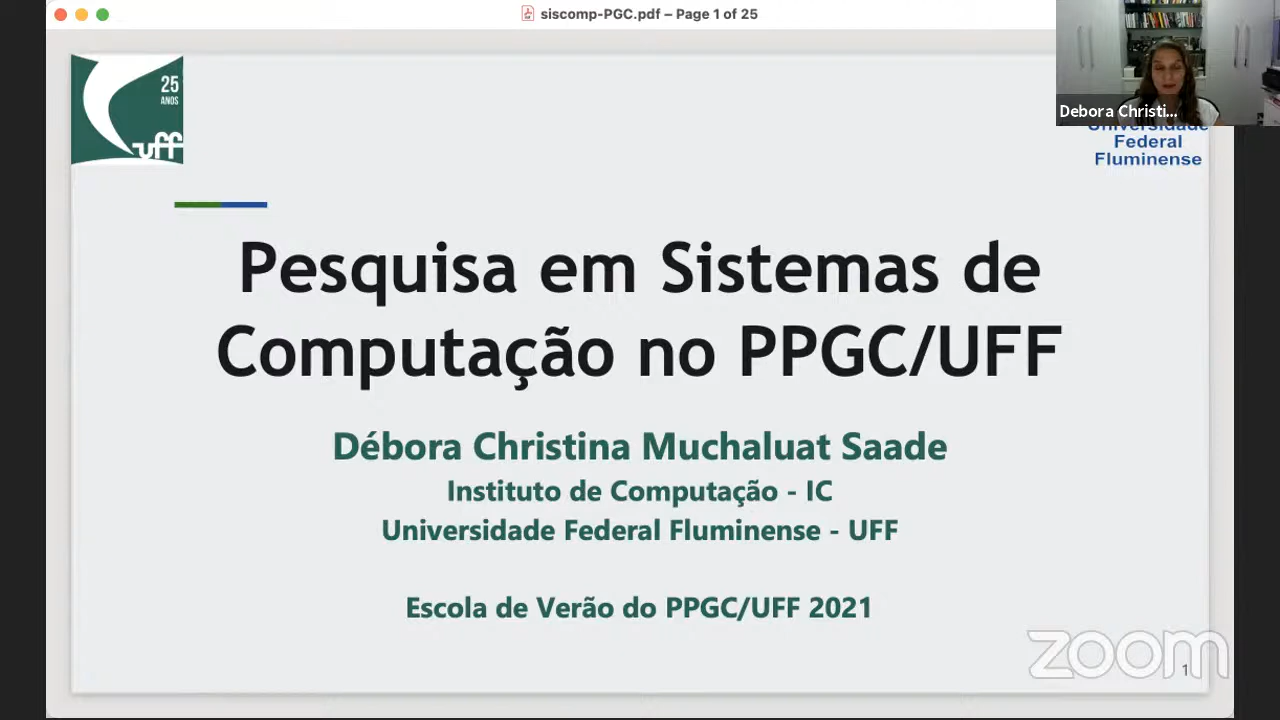 siscomp-PGC.pdf – Page 1 of 25
25
ANOS
uff
Debora Christi...
Universidade
Federal
Fluminense
Pesquisa em Sistemas de
Computação no PPGC/UFF
Débora Christina Muchaluat Saade
Instituto de Computação - IC
Universidade Federal Fluminense - UFF
Escola de Verão do PPGC/UFF 2021
zoom
1